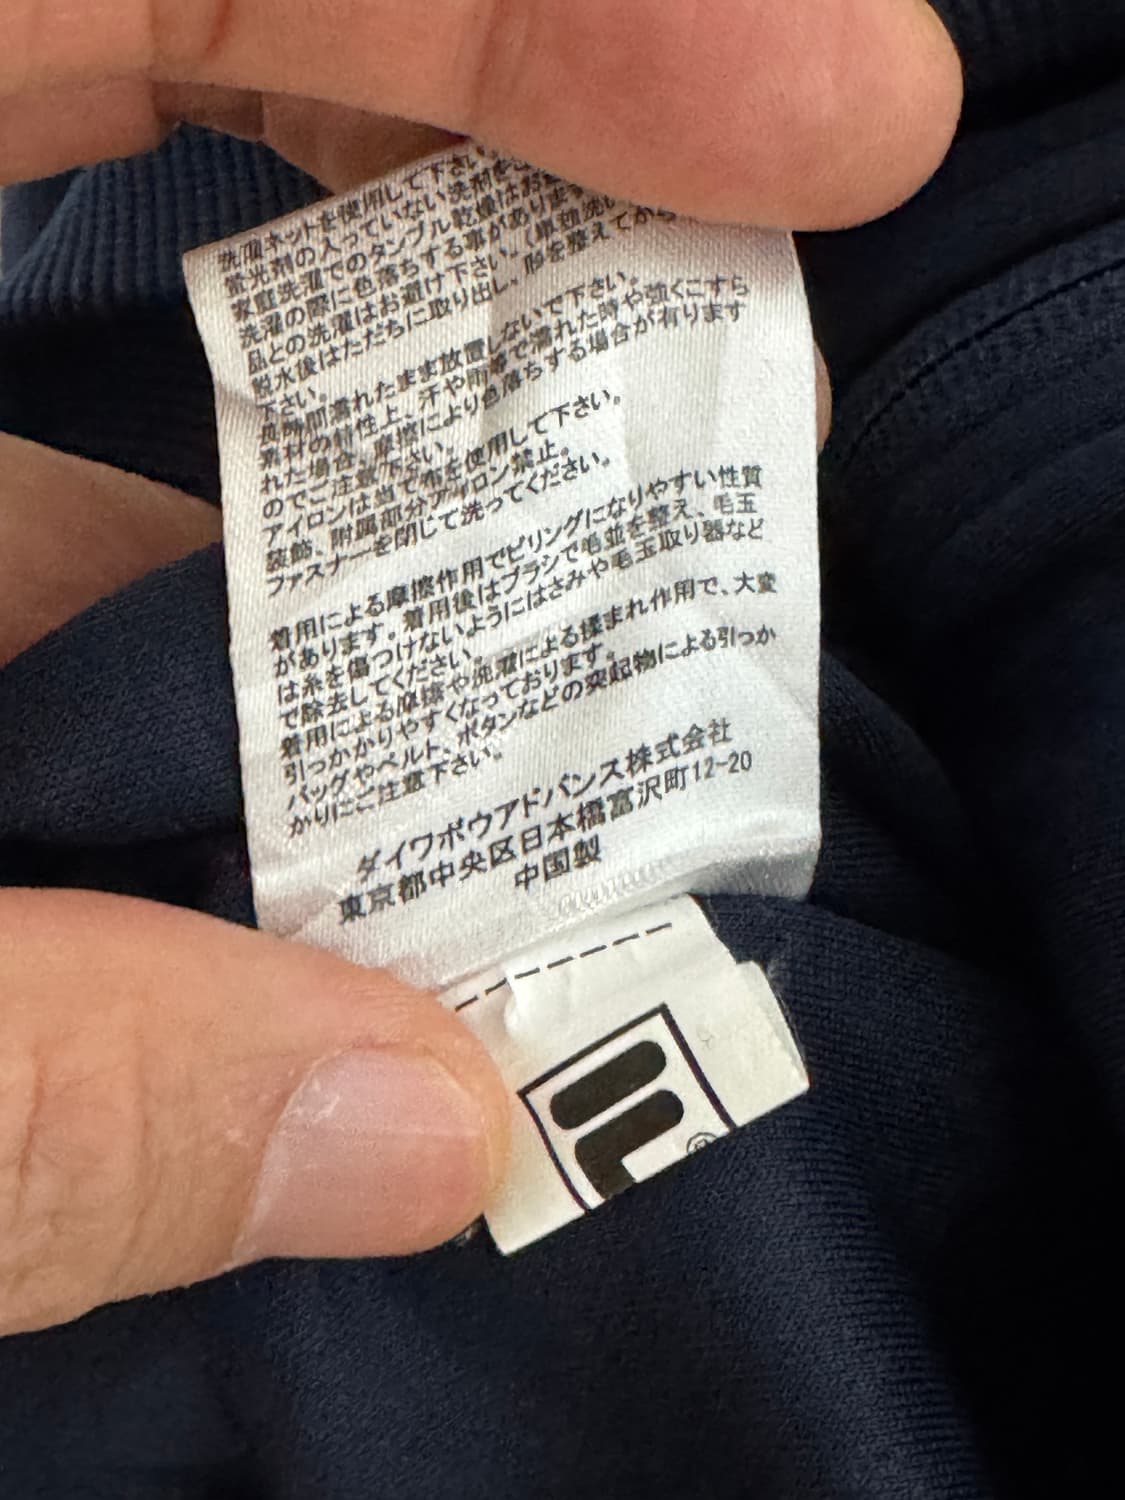 洗濯ネットを使用して下さい。
蛍光剤の入っていない洗剤を
家庭洗濯でのタンブル乾燥はお
洗濯の際に色落ちする事があります
品との洗濯はお避け下さい。(単独洗
脱水後はただちに取り出し、形を整えてから
下さい。
長時間濡れたまま放置しないで下さい。
素材の特性上、汗や雨等で濡れた時や強くこすら
れた場合、摩擦により色落ちする場合が有ります
のでご注意下さい。
アイロンは当て布を使用して下さい。
装飾、附属部分アイロン禁止。
ファスナーを閉じて洗ってください。
着用による摩擦作用でピリングになりやすい性質
があります。着用後はブラシで毛並を整え、毛玉
は糸を傷つけないようにはさみや毛玉取り器など
で除去してください。
着用による摩擦や洗濯による揉まれ作用で、大変
引っかかりやすくなっております。
バッグやベルト、ボタンなどの突起物による引っか
かりにご注意下さい。
ダイワボウアドバンス株式会社
東京都中央区日本橋富沢町12-20
中国製